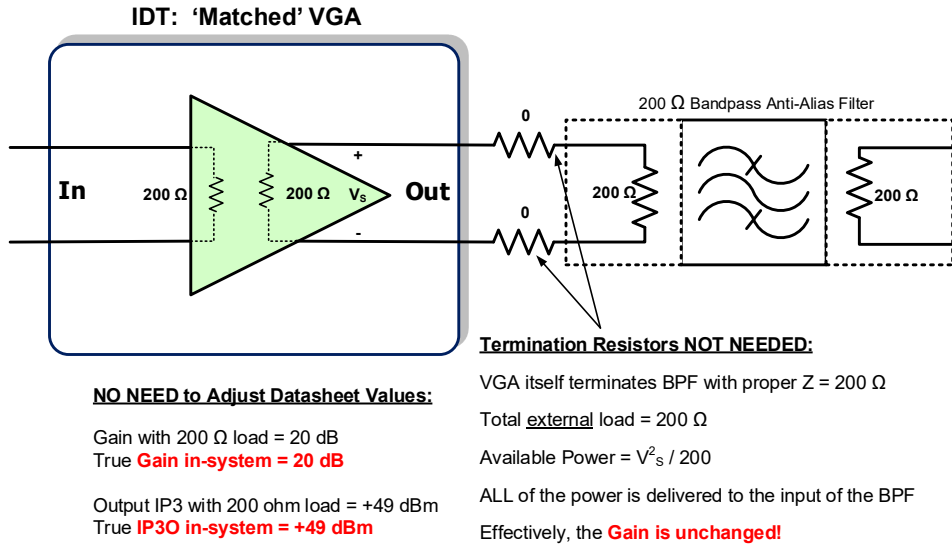 IDT: ‘Matched’ VGA
200 Ω Bandpass Anti-Alias Filter
0
+
In
200 Ω
200 Ω
VS
Out
-
0
200 Ω
200 Ω
Termination Resistors NOT NEEDED:
VGA itself terminates BPF with proper Z = 200 Ω
Total external load = 200 Ω
Available Power = V²S / 200
ALL of the power is delivered to the input of the BPF
Effectively, the Gain is unchanged!
NO NEED to Adjust Datasheet Values:
Gain with 200 Ω load = 20 dB
True Gain in-system = 20 dB
Output IP3 with 200 ohm load = +49 dBm
True IP3O in-system = +49 dBm